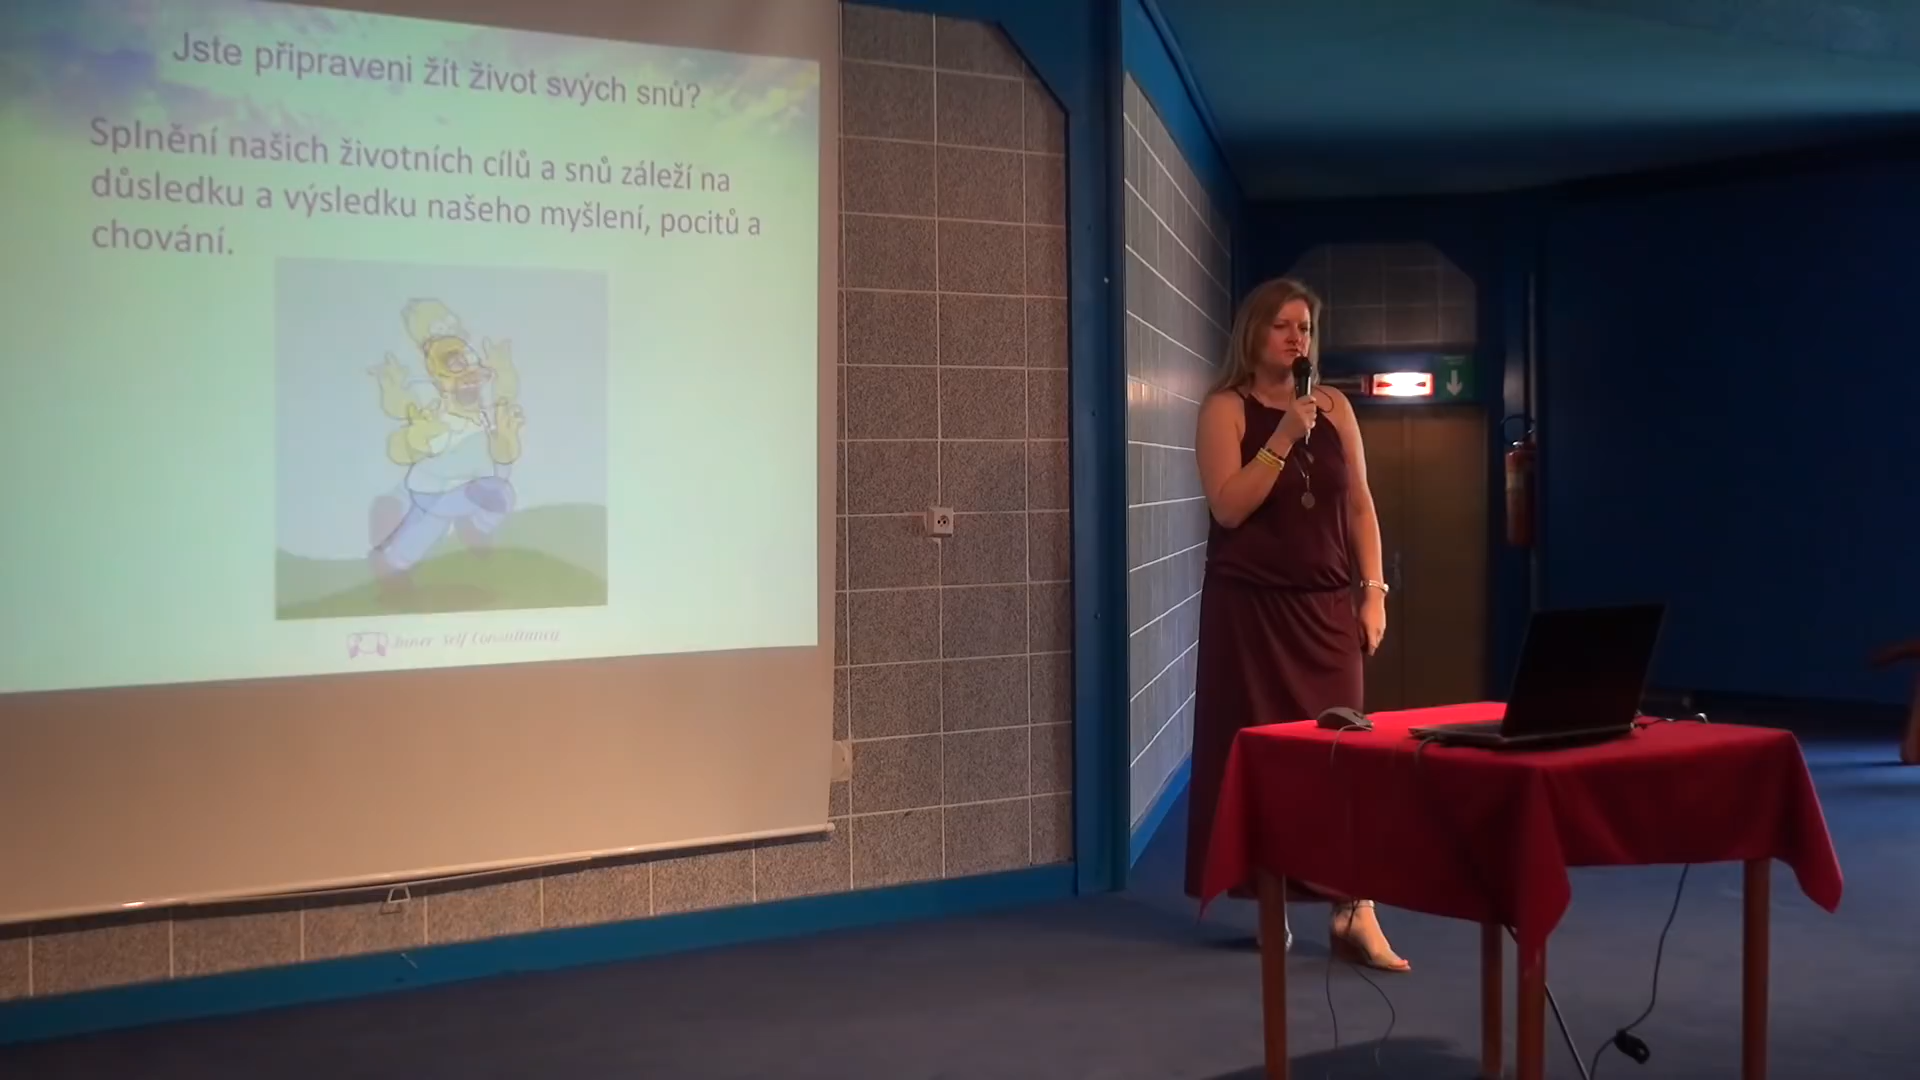 Jste připraveni žít život svých snů?
Splnění našich životních cílů a snů záleží na
důsledku a výsledku našeho myšlení, pocitů a
chování.
Inner Self Consultancy